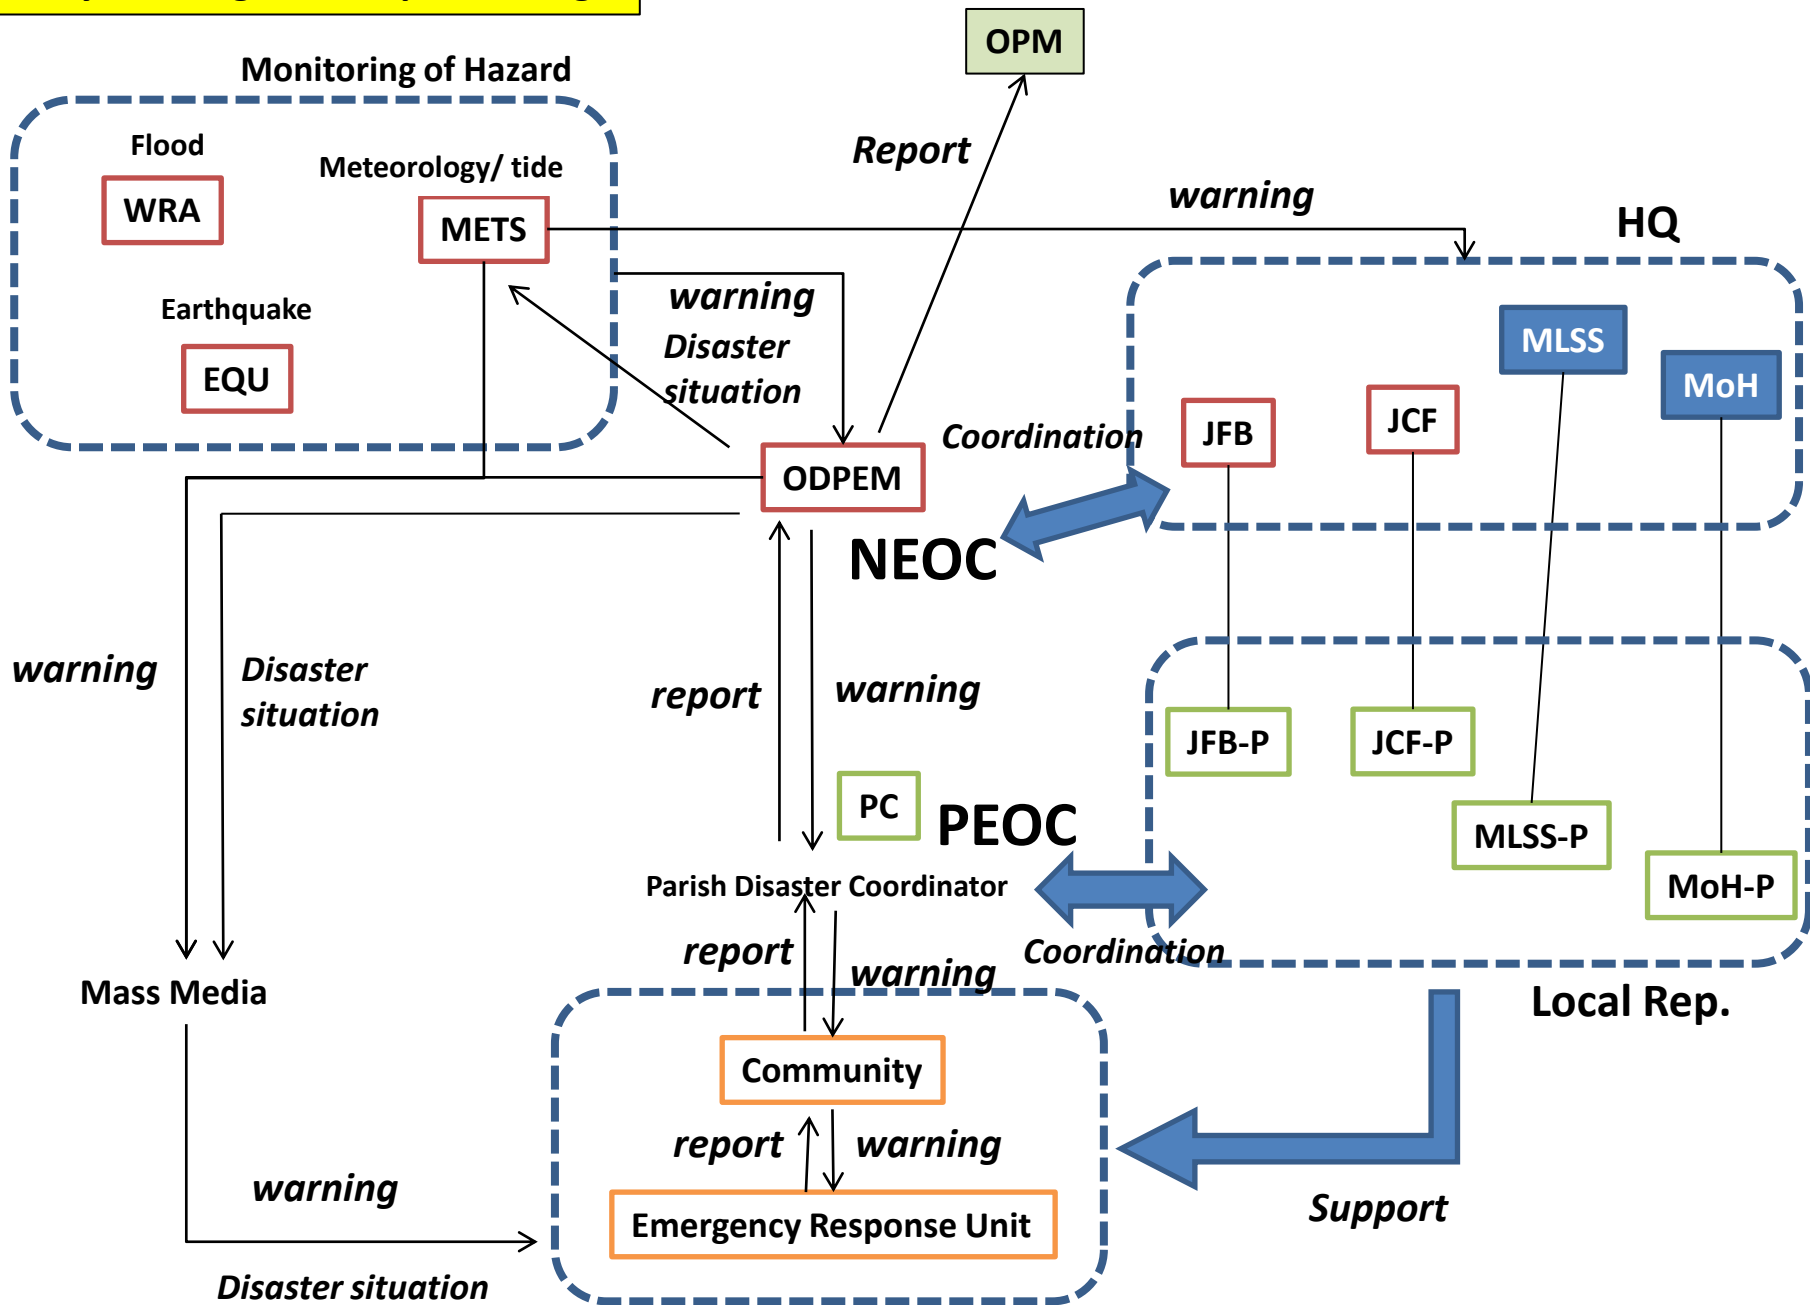 OPM
Monitoring of Hazard
Flood
Meteorology/ tide
Report
WRA
METS
warning
HQ
Earthquake
warning
EQU
Disaster
situation
MLSS
MoH
JFB
JCF
Coordination
ODPEM
NEOC
warning
Disaster
situation
report
warning
JFB-P
JCF-P
PC
PEOC
MLSS-P
MoH-P
Parish Disaster Coordinator
report
warning
Coordination
Mass Media
Local Rep.
Community
report
warning
warning
Emergency Response Unit
Support
Disaster situation